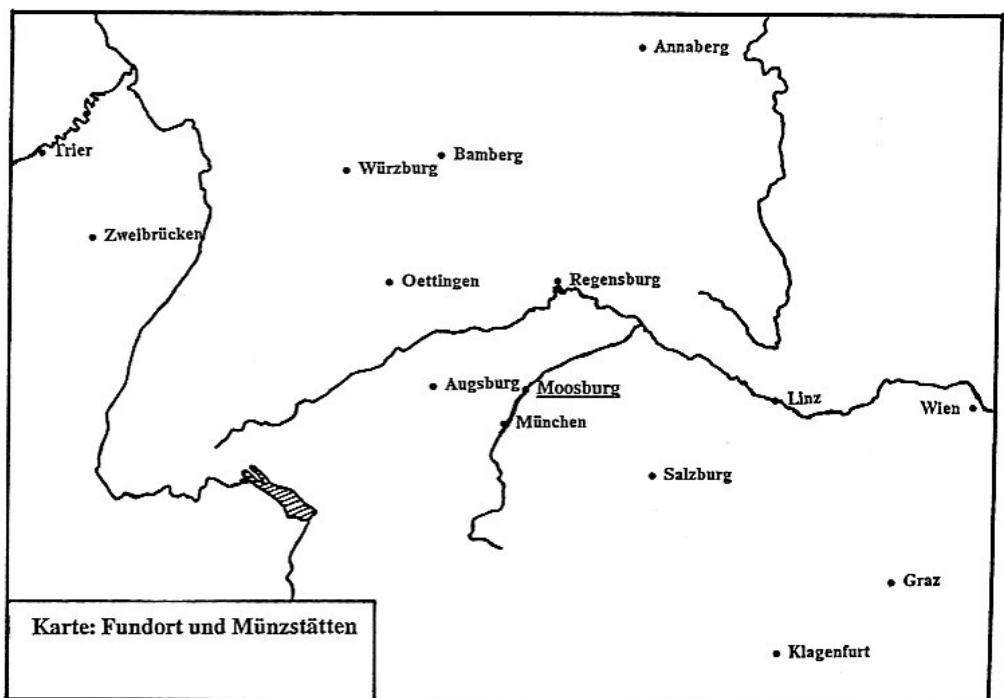 Annaberg
Trier
Bamberg
Würzburg
Zweibrücken
Oettingen
Regensburg
Augsburg
Moosburg
Linz
Wien
München
Salzburg
Graz
Karte: Fundort und Münzstätten
Klagenfurt